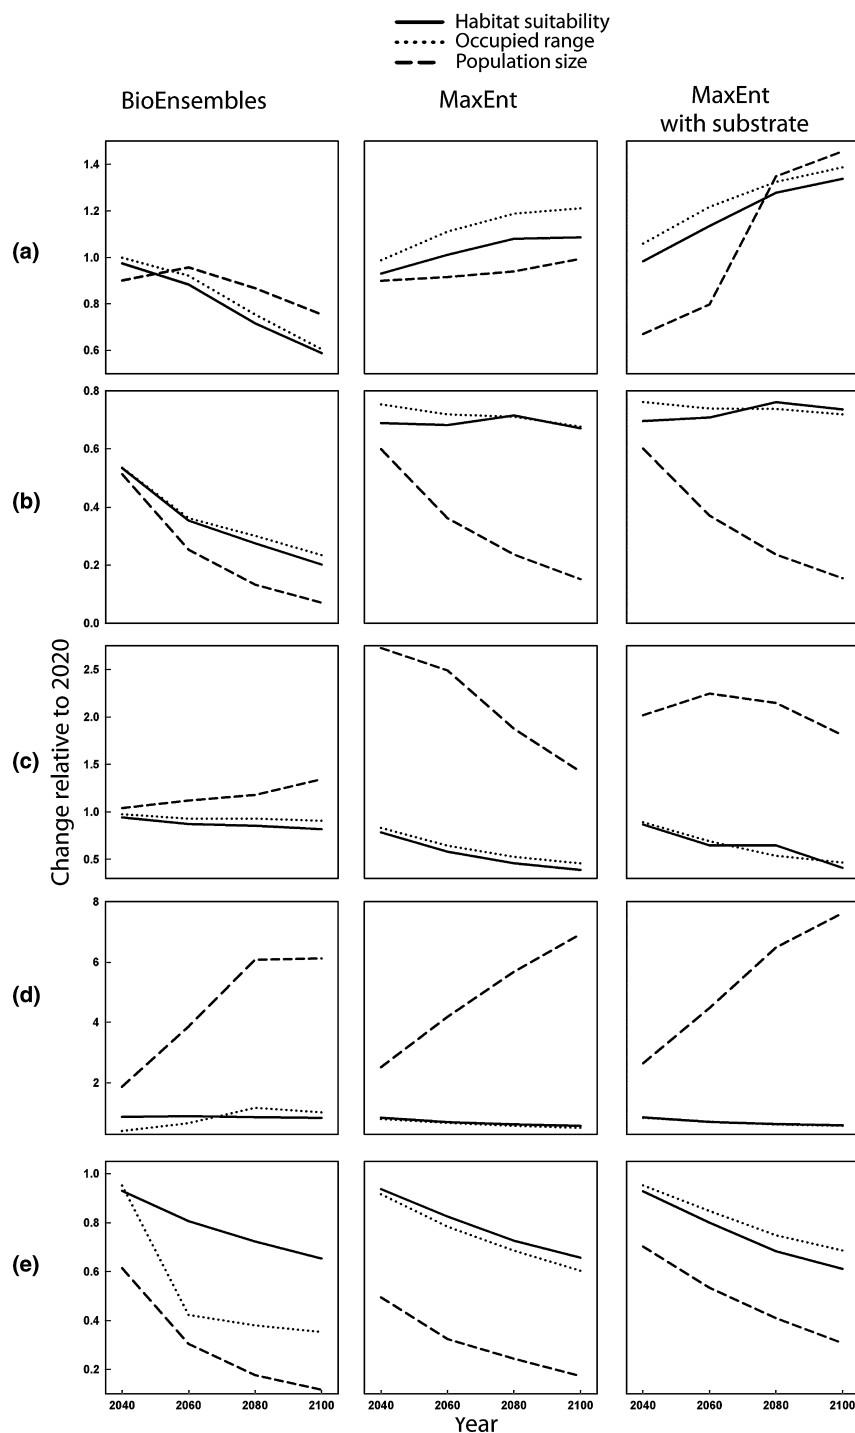 Habitat suitability
Occupied range
Population size
BioEnsembles
MaxEnt
MaxEnt
with substrate
(a)
1.4
1.2
1.0
0.8
0.6
(b)
0.8
0.6
0.4
0.2
0.0
Change relative to 2020
(c)
2.5
2.0
1.5
1.0
0.5
(d)
8
6
4
2
(e)
1.0
0.8
0.6
0.4
0.2
2040 2060 2080 2100
2040 2060 2080 2100
2040 2060 2080 2100
Year